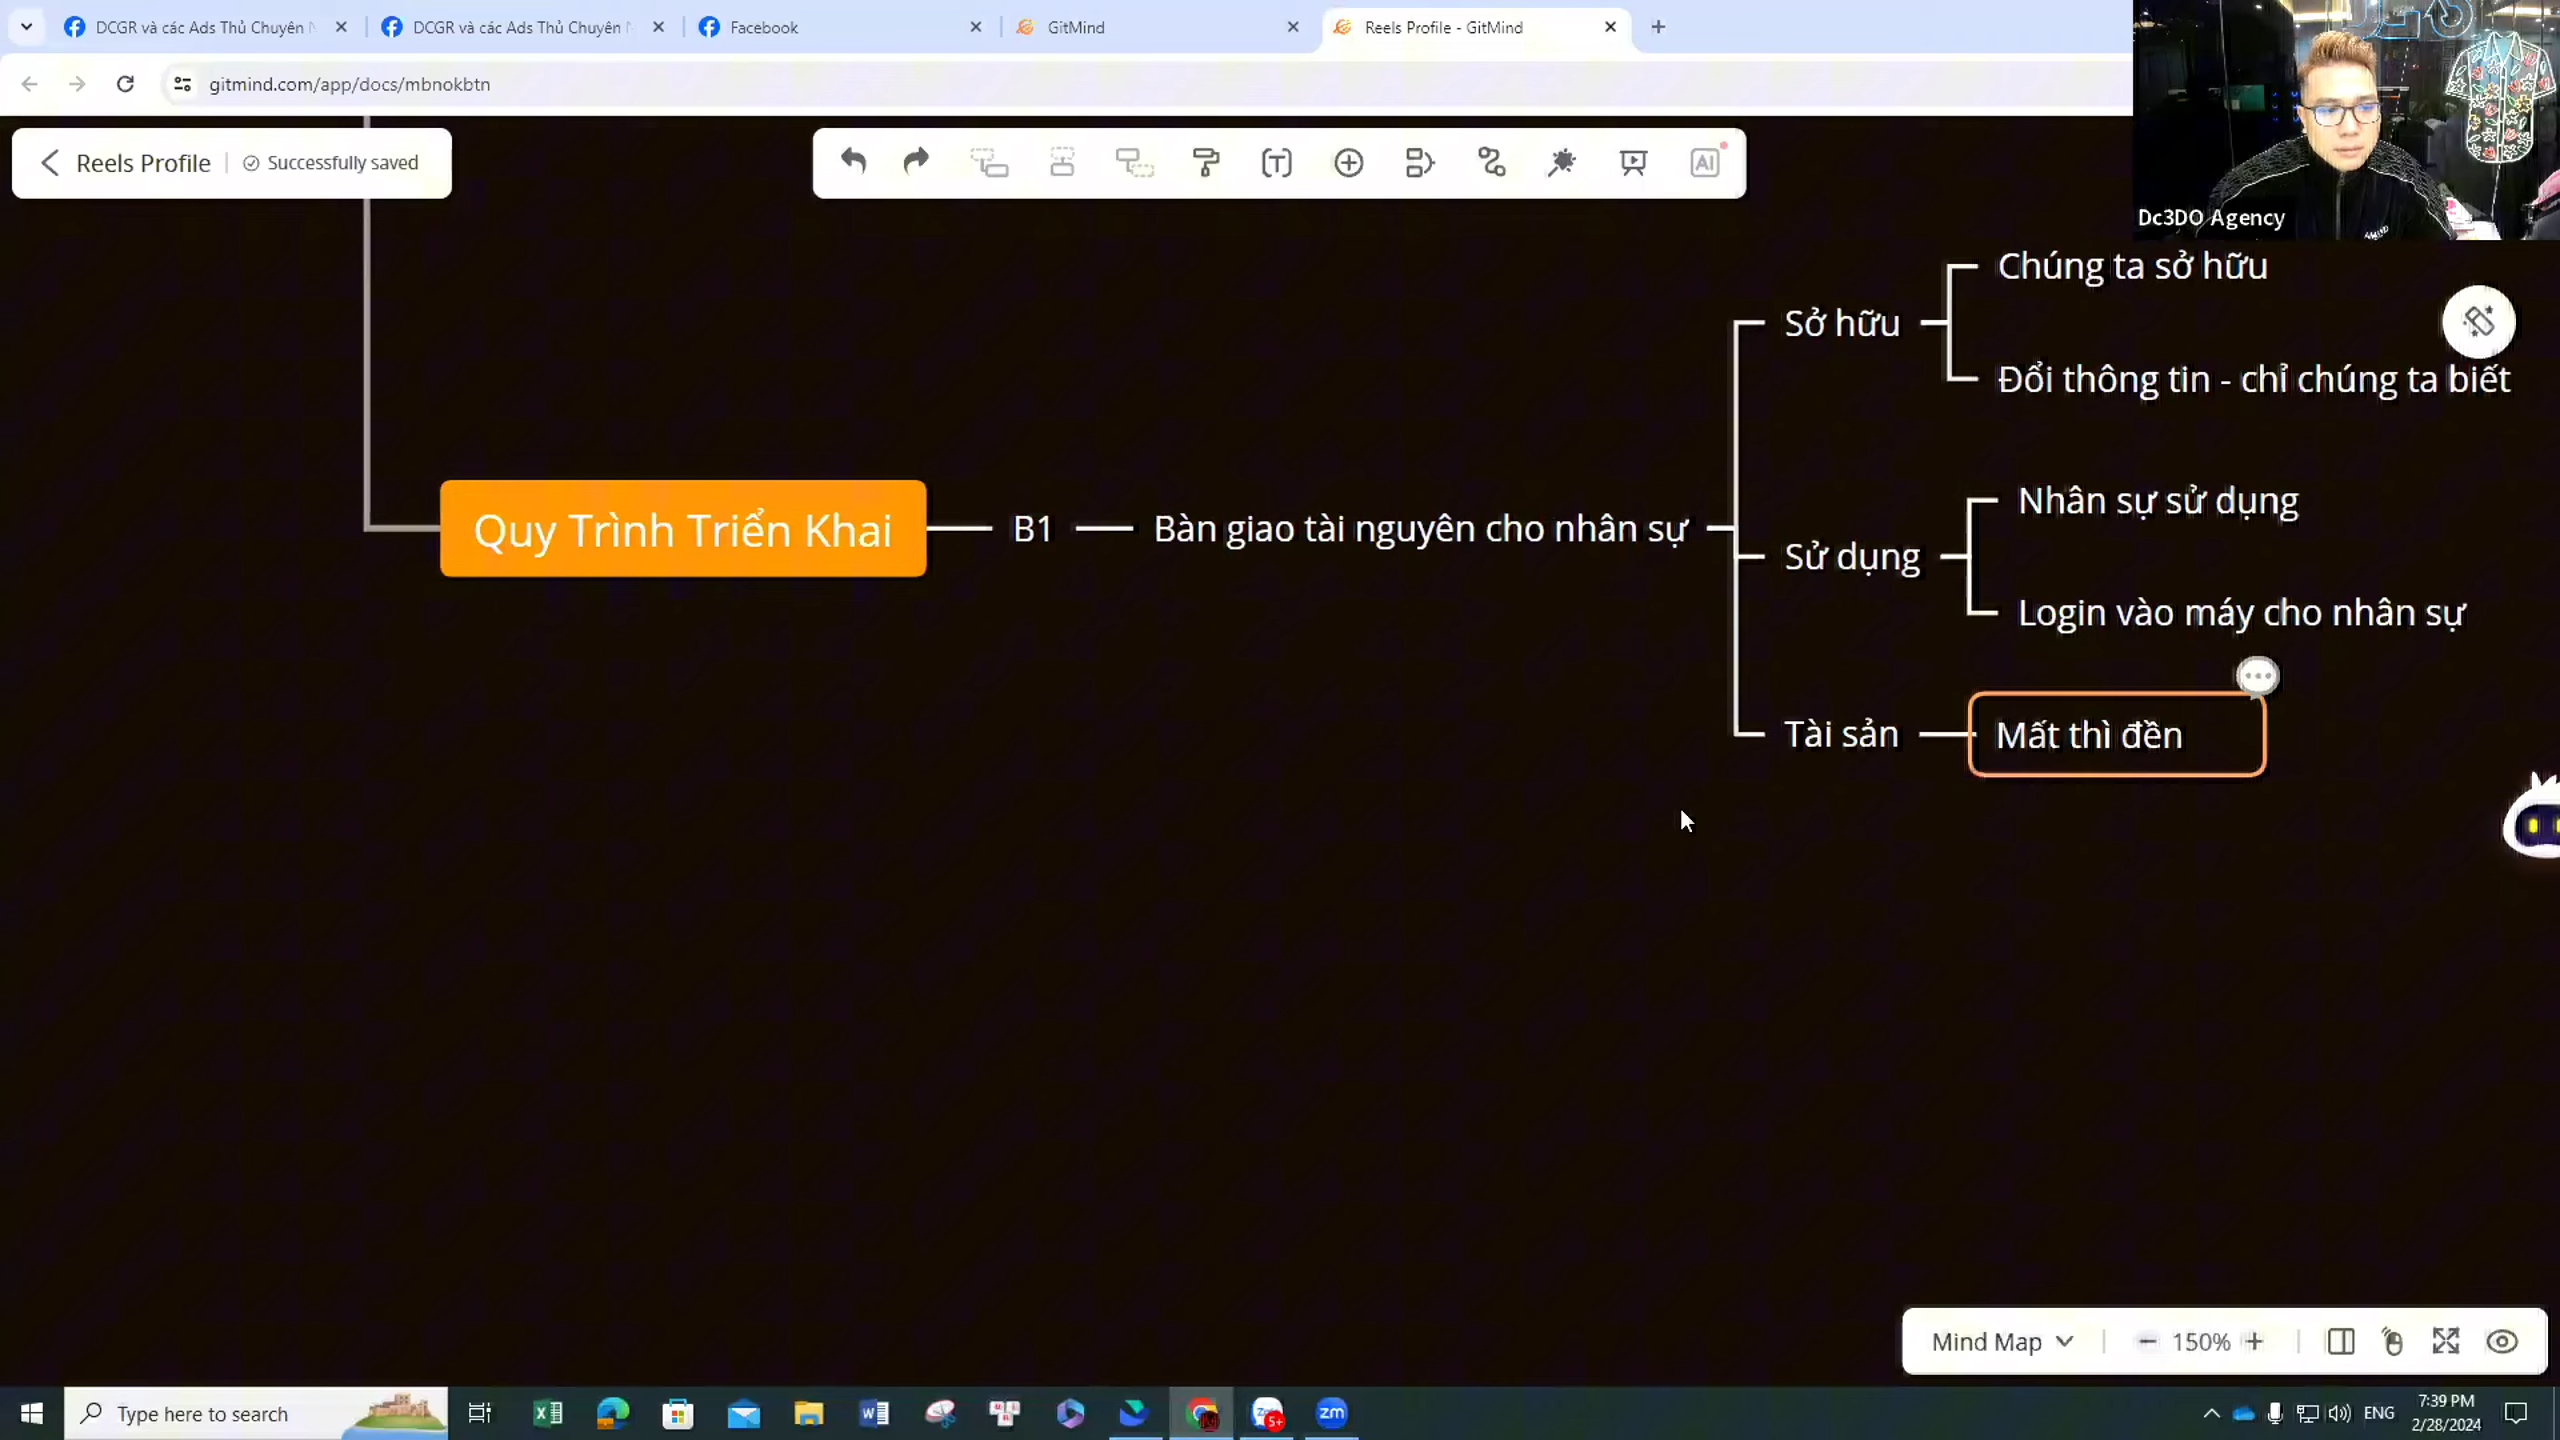 DCGR và các Ads Thủ Chuyên N
DCGR và các Ads Thủ Chuyên N
Facebook
GitMind
Reels Profile - GitMind
gitmind.com/app/docs/mbnokbtn
Reels Profile
Successfully saved
AI
Dc3DO Agency
Chúng ta sở hữu
Sở hữu
Đổi thông tin - chỉ chúng ta biết
Nhân sự sử dụng
Quy Trình Triển Khai
B1
Bàn giao tài nguyên cho nhân sự
Sử dụng
Login vào máy cho nhân sự
Tài sản
Mất thì đền
Mind Map
150%
Type here to search
5+
zm
ENG
7:39 PM
2/28/2024